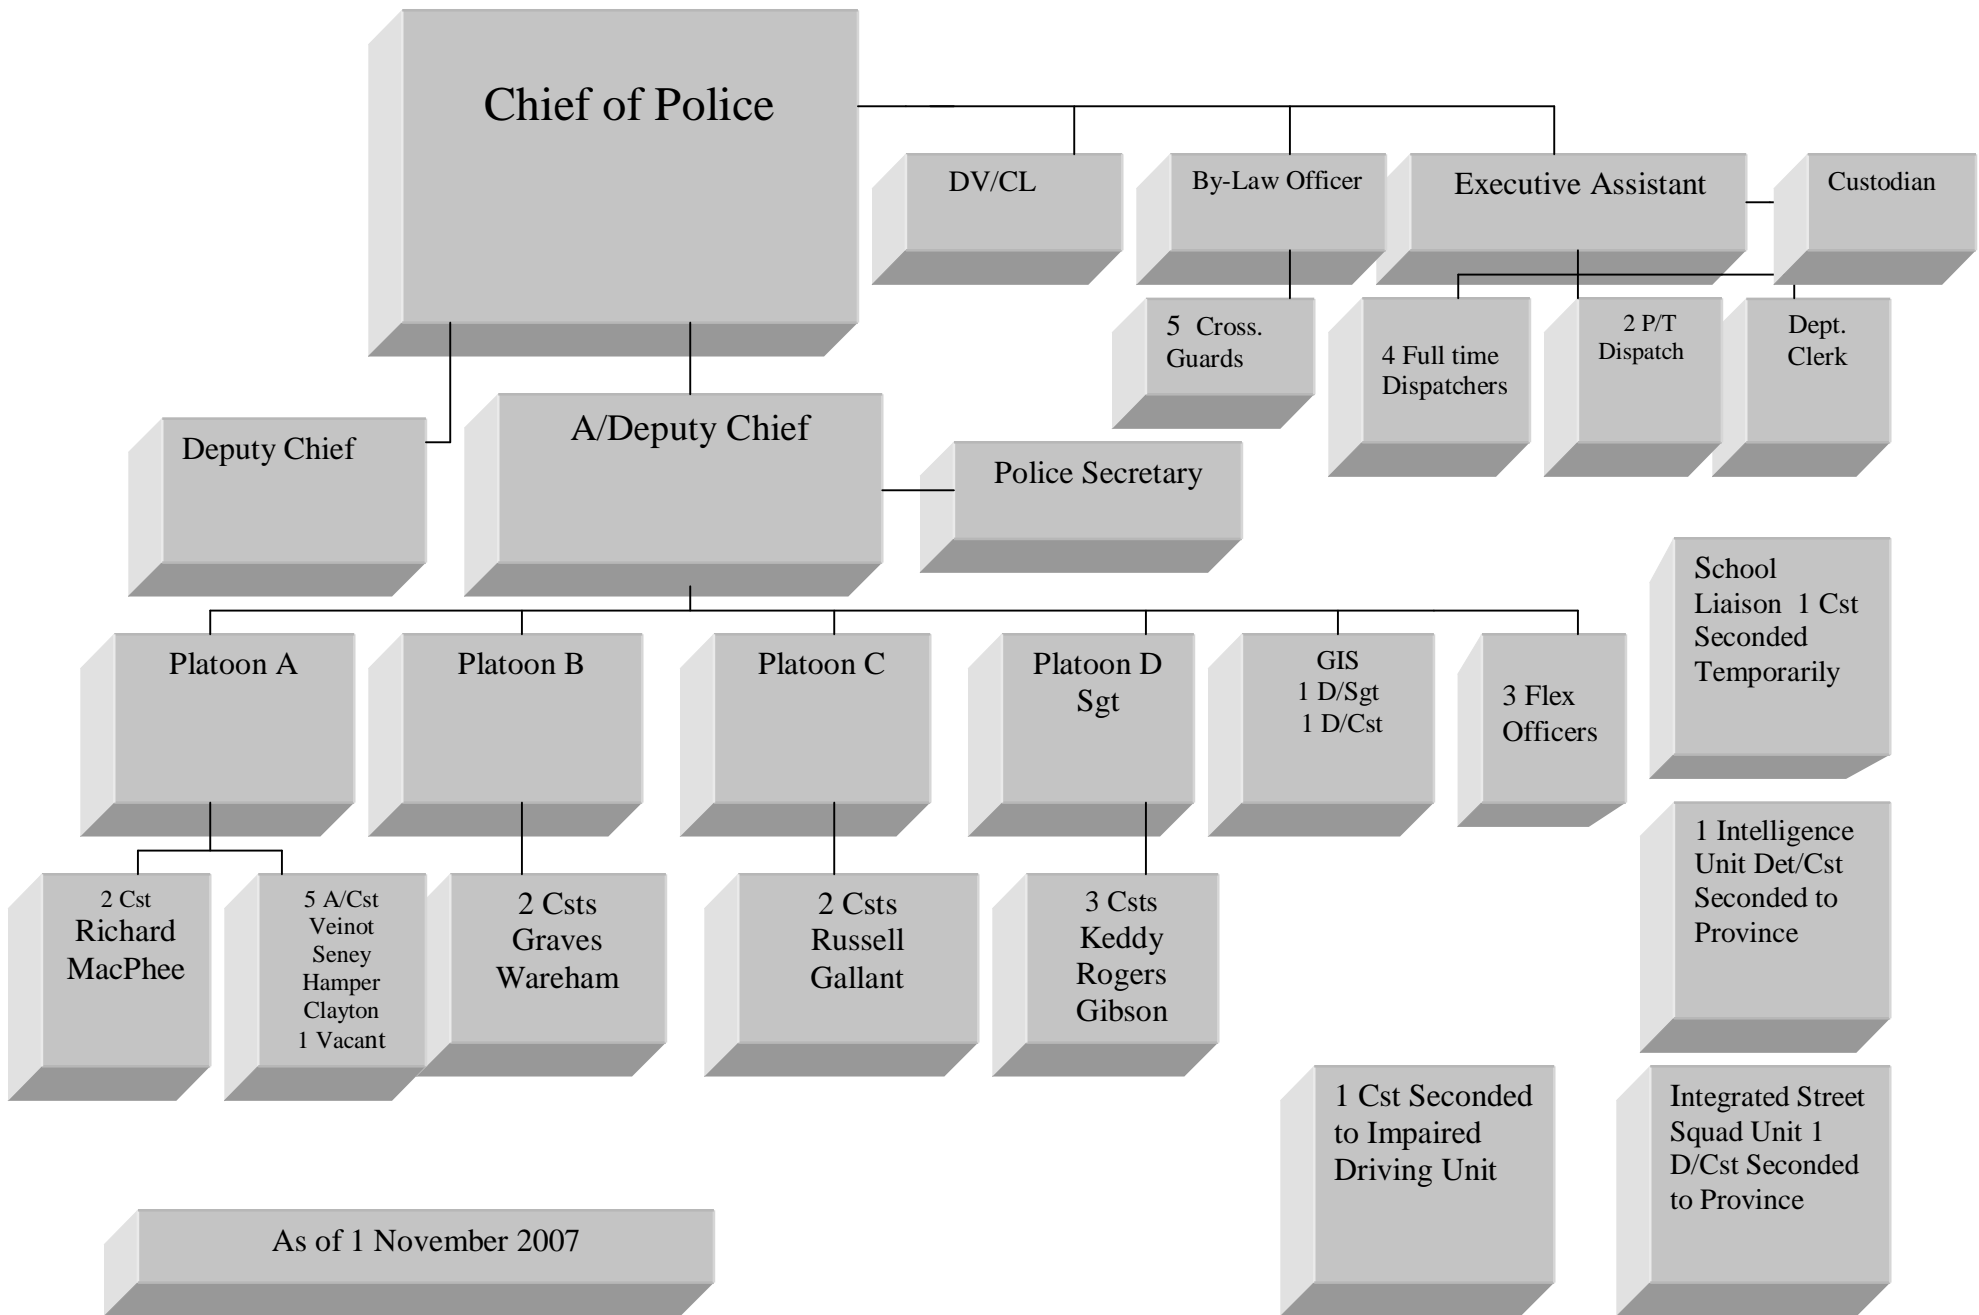 Chief of Police
DV/CL
By-Law Officer
Executive Assistant
Custodian
5 Cross.
Guards
4 Full time
Dispatchers
2 P/T
Dispatch
Dept.
Clerk
Deputy Chief
A/Deputy Chief
Police Secretary
School
Liaison 1 Cst
Seconded
Temporarily
Platoon A
Platoon B
Platoon C
Platoon D
Sgt
GIS
1 D/Sgt
1 D/Cst
3 Flex
Officers
1 Intelligence
Unit Det/Cst
Seconded to
Province
2 Cst
Richard
MacPhee
5 A/Cst
Veinot
Seney
Hamper
Clayton
1 Vacant
2 Csts
Graves
Wareham
2 Csts
Russell
Gallant
3 Csts
Keddy
Rogers
Gibson
1 Cst Seconded
to Impaired
Driving Unit
Integrated Street
Squad Unit 1
D/Cst Seconded
to Province
As of 1 November 2007